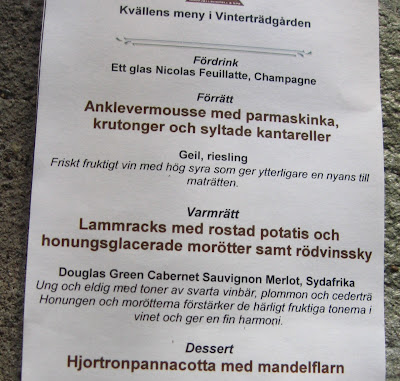 Kvällens meny i Vinterträdgården
Fördrink
Ett glas Nicolas Feuillatte, Champagne
Förrätt
Anklevermousse med parmaskinka,
krutonger och syltade kantareller
Geil, riesling
Friskt fruktigt vin med hög syra som ger ytterligare en nyans till
maträtten.
Varmrätt
Lammracks med rostad potatis och
honungsglacerade morötter samt rödvinssky
Douglas Green Cabernet Sauvignon Merlot, Sydafrika
Ung och eldig med toner av svarta vinbär, plommon och cederträ
Honungen och morötterna förstärker de härligt fruktiga tonerna i
vinet och ger en fin harmoni.
Dessert
Hjortronpannacotta med mandelflarn